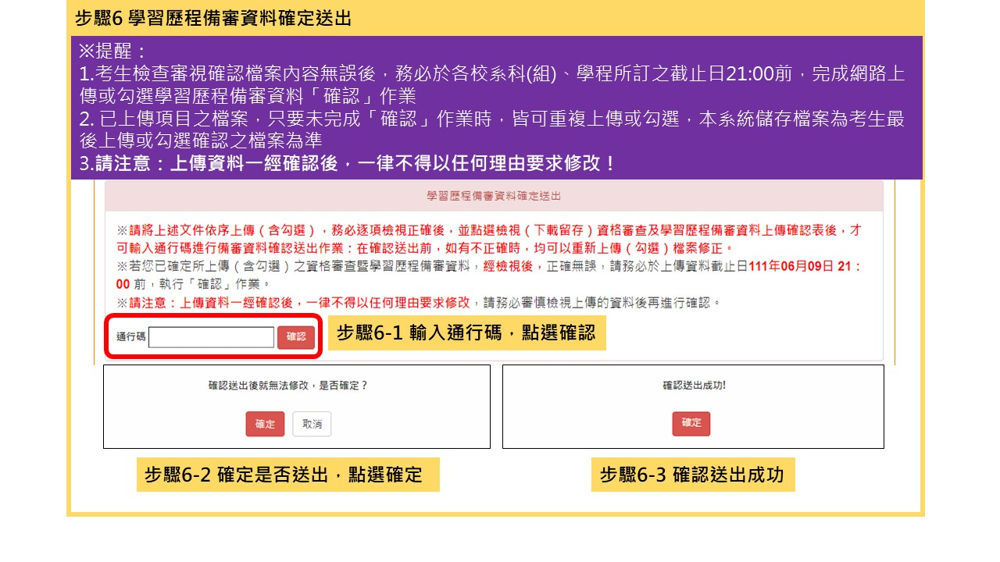 步驟6 學習歷程備審資料確定送出
※提醒：
1.考生檢查審視確認檔案內容無誤後，務必於各校系科(組)、學程所訂之截止日21:00前，完成網路上
傳或勾選學習歷程備審資料「確認」作業
2. 已上傳項目之檔案，只要未完成「確認」作業時，皆可重複上傳或勾選，本系統儲存檔案為考生最
後上傳或勾選確認之檔案為準
3.請注意：上傳資料一經確認後，一律不得以任何理由要求修改！
學習歷程備審資料確定送出
※請將上述文件依序上傳（含勾選），務必逐項檢視正確後，並點選檢視（下載留存）資格審查及學習歷程備審資料上傳確認表後，才
可輸入通行碼進行備審資料確認送出作業：在確認送出前，如有不正確時，均可以重新上傳（勾選）檔案修正。
※若您已確定所上傳（含勾選）之資格審查暨學習歷程備審資料，經檢視後，正確無誤，請務必於上傳資料截止日111年06月09日 21：
00 前，執行「確認」作業。
※請注意：上傳資料一經確認後，一律不得以任何理由要求修改，請務必審慎檢視上傳的資料後再進行確認。
通行碼 確認
步驟6-1 輸入通行碼，點選確認
確認送出後就無法修改，是否確定？
確定 取消
確認送出成功!
確定
步驟6-2 確定是否送出，點選確定
步驟6-3 確認送出成功